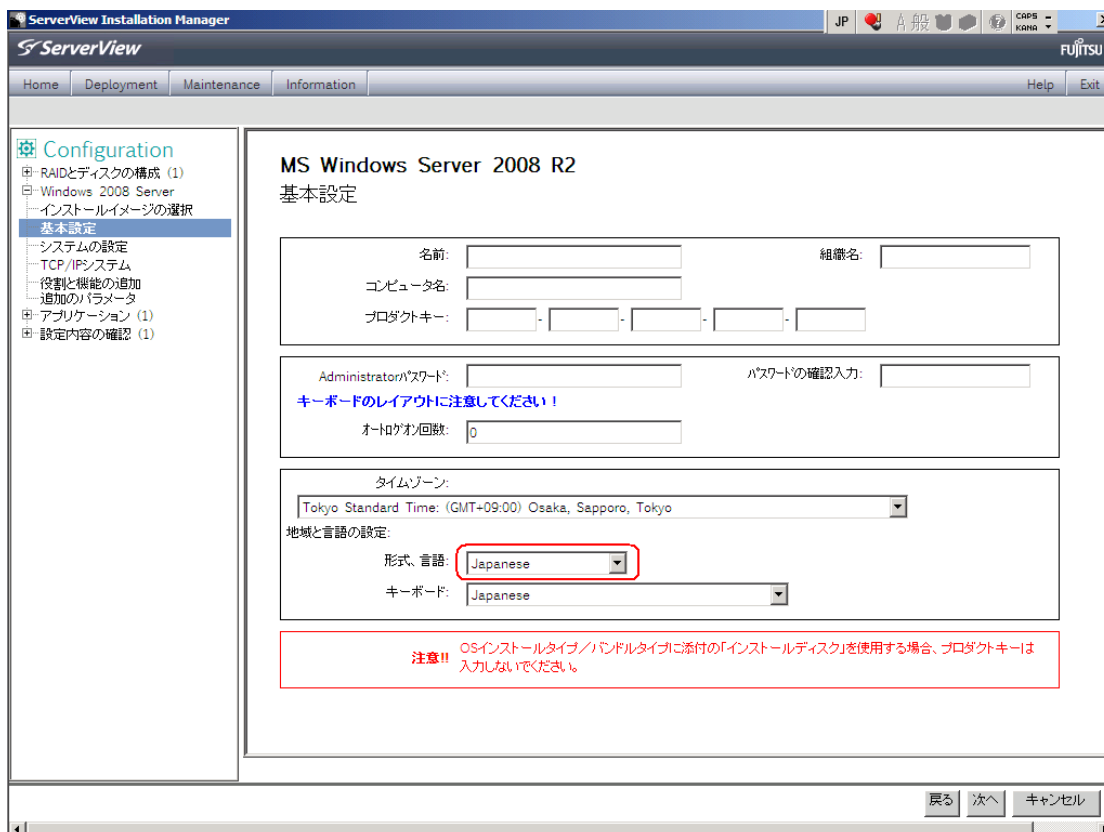 ServerView Installation Manager
JP A 般 CAPS KANA
ServerView FUJITSU
Home Deployment Maintenance Information Help Exit
Configuration
RAIDとディスクの構成 (1)
Windows 2008 Server
インストールイメージの選択
基本設定
システムの設定
TCP/IPシステム
役割と機能の追加
追加のパラメータ
アプリケーション (1)
設定内容の確認 (1)
MS Windows Server 2008 R2
基本設定
名前: 組織名:
コンピュータ名:
プロダクトキー: - - - -
Administratorパスワード: パスワードの確認入力:
キーボードのレイアウトに注意してください!
オートログオン回数: 0
タイムゾーン:
Tokyo Standard Time: (GMT+09:00) Osaka, Sapporo, Tokyo
地域と言語の設定:
形式、言語: Japanese
キーボード: Japanese
注意!! OSインストールタイプ/バンドルタイプに添付の「インストールディスク」を使用する場合、プロダクトキーは
入力しないでください。
戻る 次へ キャンセル